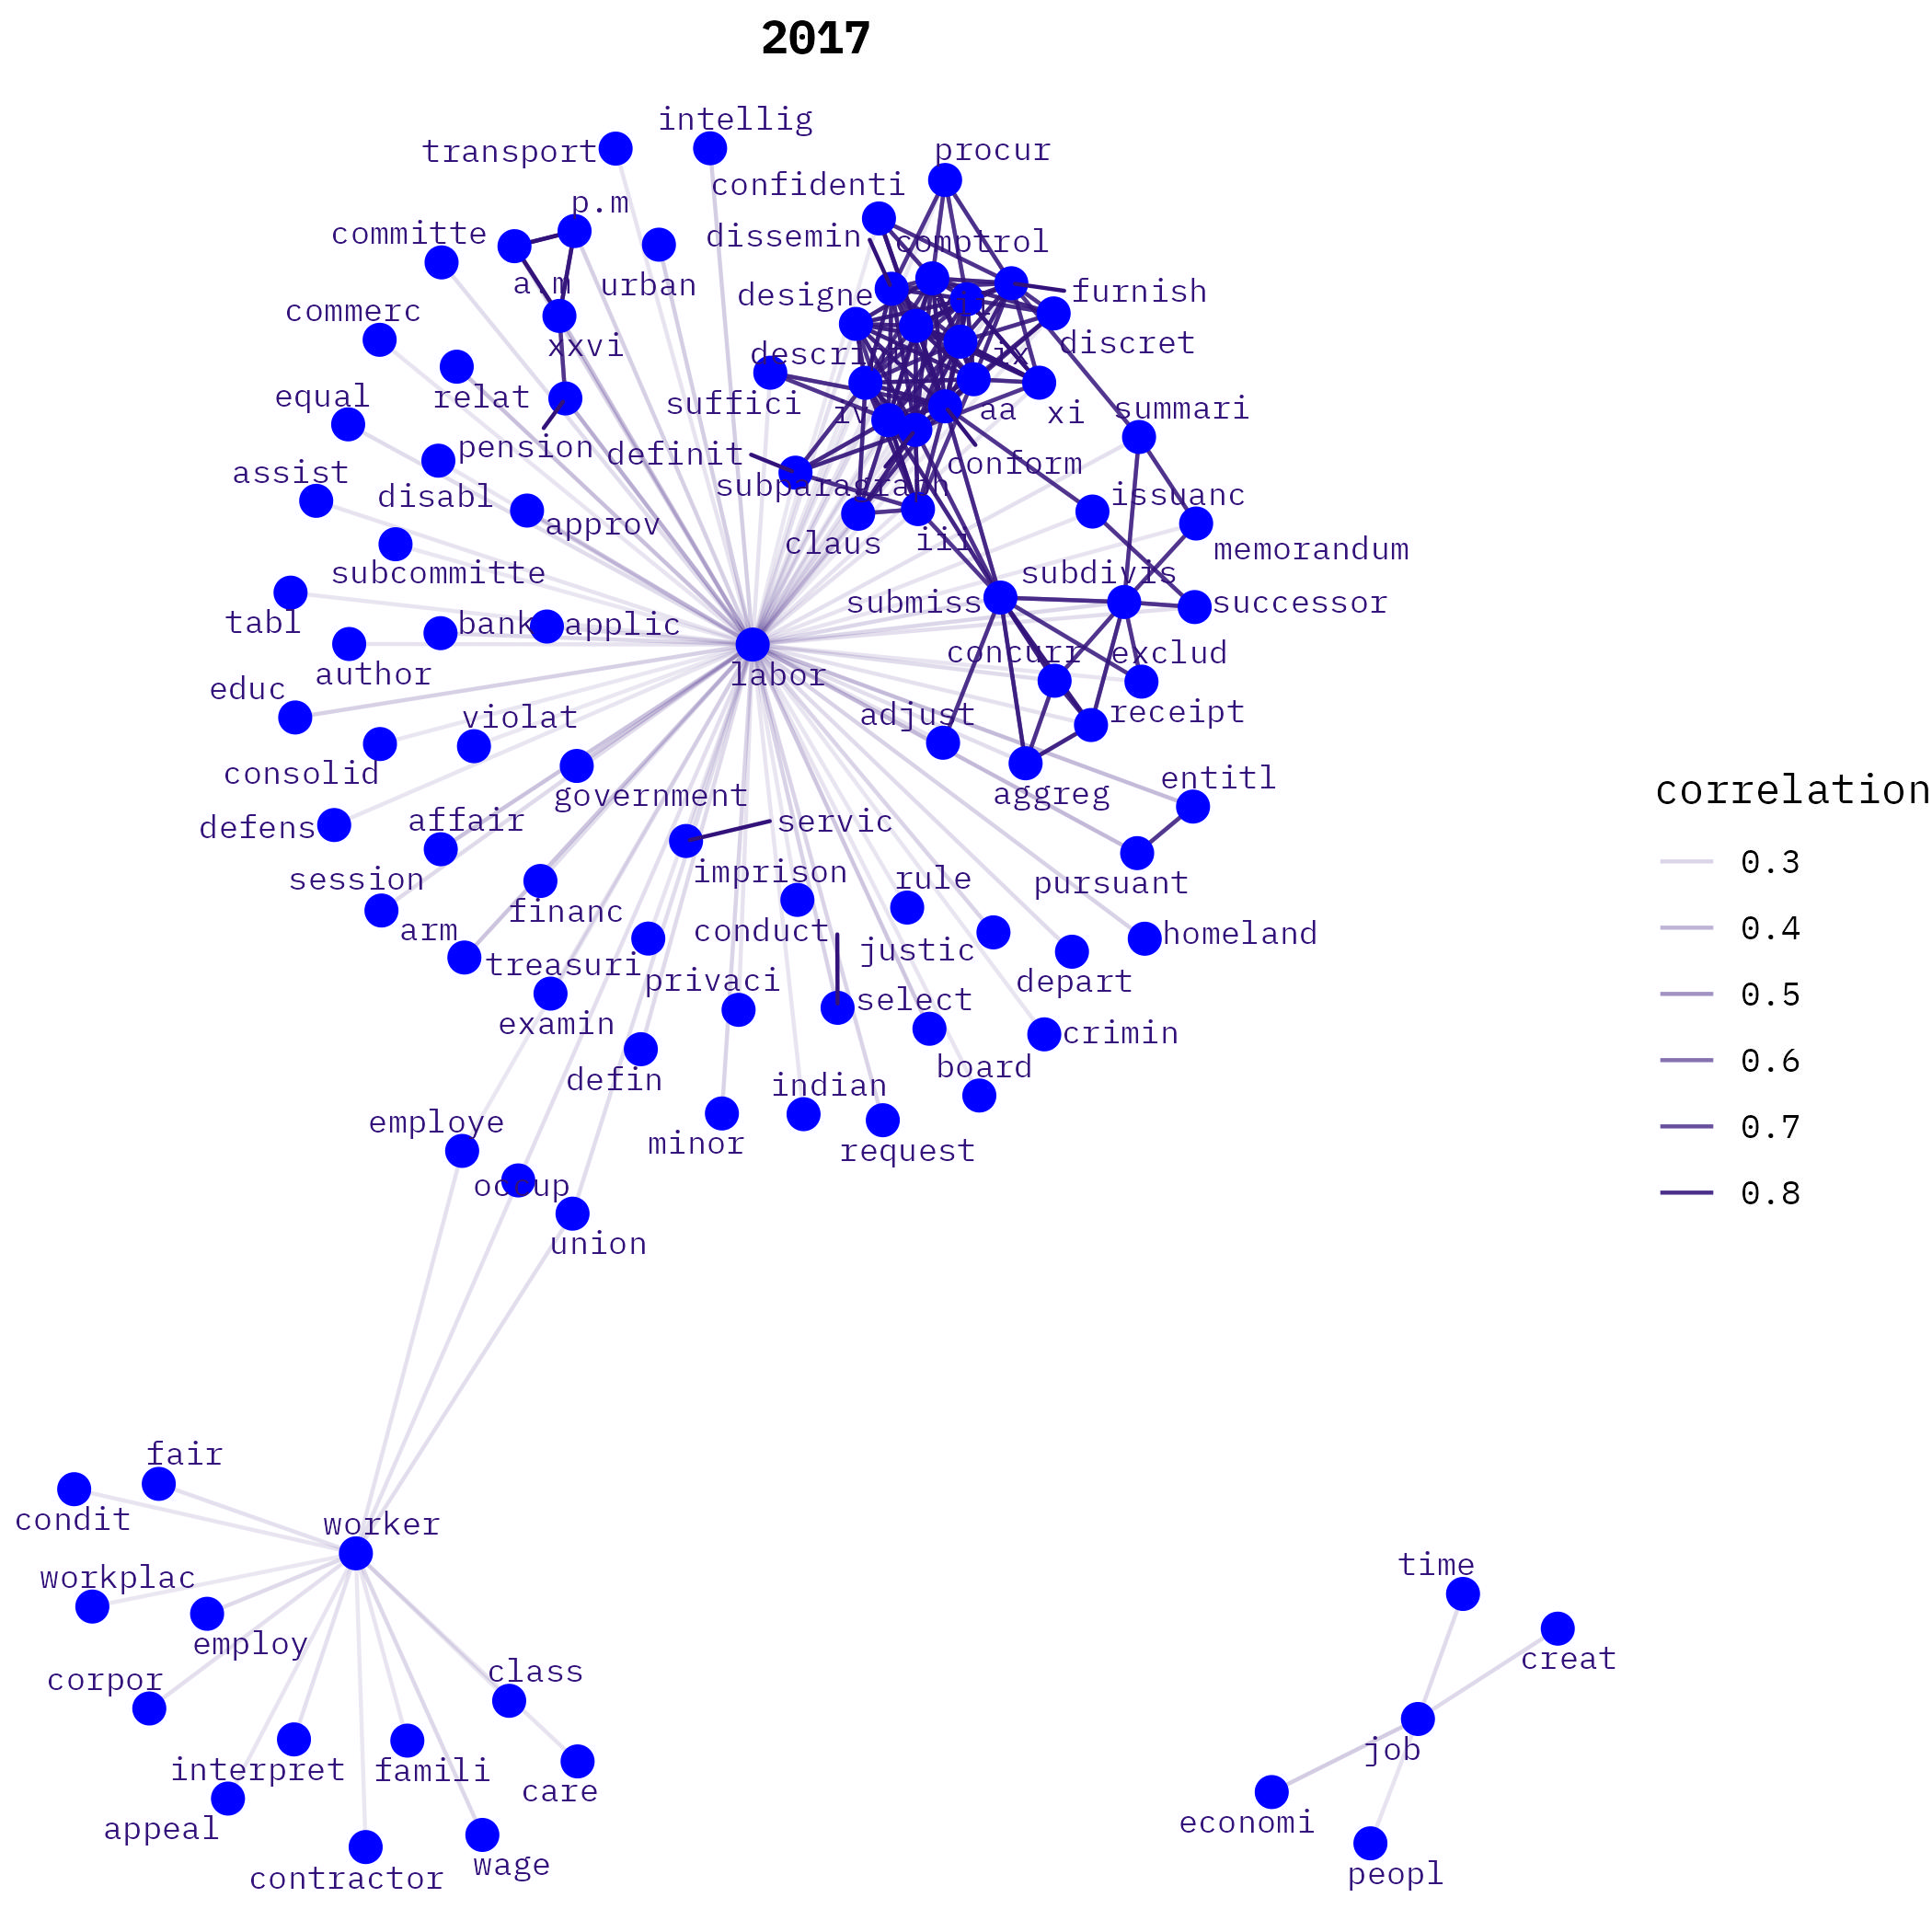 2017
intellig
transport
procur
confidenti
p.m
committe
dissemin
comptrol
a.m
urban
furnish
designe
commerc
discret
xxvi
descri
ix
equal
relat
suffici
iv
aa
xi
summari
pension
definit
conform
assist
disabl
subparagraph
issuanc
approv
claus
iii
memorandum
subcommitte
subdivis
submiss
successor
tabl
bank
applic
author
labor
concurr
exclud
educ
violat
adjust
receipt
consolid
government
aggreg
entitl
correlation
defens
affair
servic
0.3
session
imprison
rule
pursuant
financ
arm
conduct
justic
homeland
0.4
treasuri
privaci
depart
0.5
examin
select
crimin
defin
indian
board
0.6
employe
minor
request
0.7
occup
0.8
union
fair
condit
worker
time
workplac
employ
creat
corpor
class
job
interpret
famili
care
economi
appeal
wage
contractor
peopl